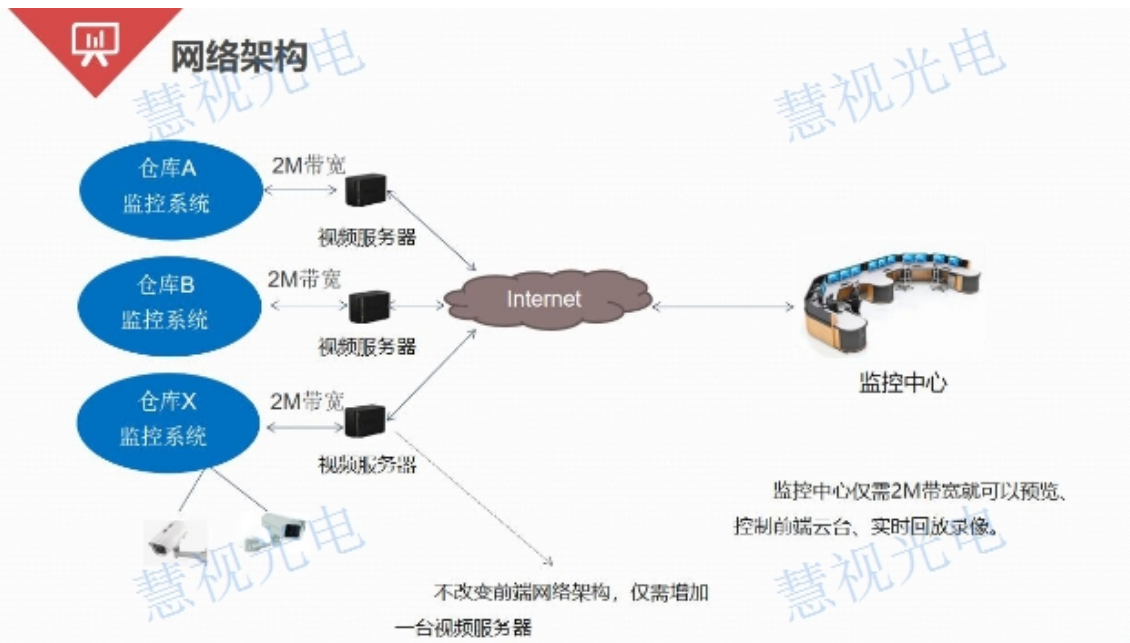 网络架构
慧视光电
慧视光电
仓库A
监控系统
2M带宽
视频服务器
仓库B
监控系统
2M带宽
视频服务器
Internet
监控中心
仓库X
监控系统
2M带宽
视频服务器
监控中心仅需2M带宽就可以预览、
控制前端云台、实时回放录像。
慧视光电
慧视光电
不改变前端网络架构，仅需增加
一台视频服务器